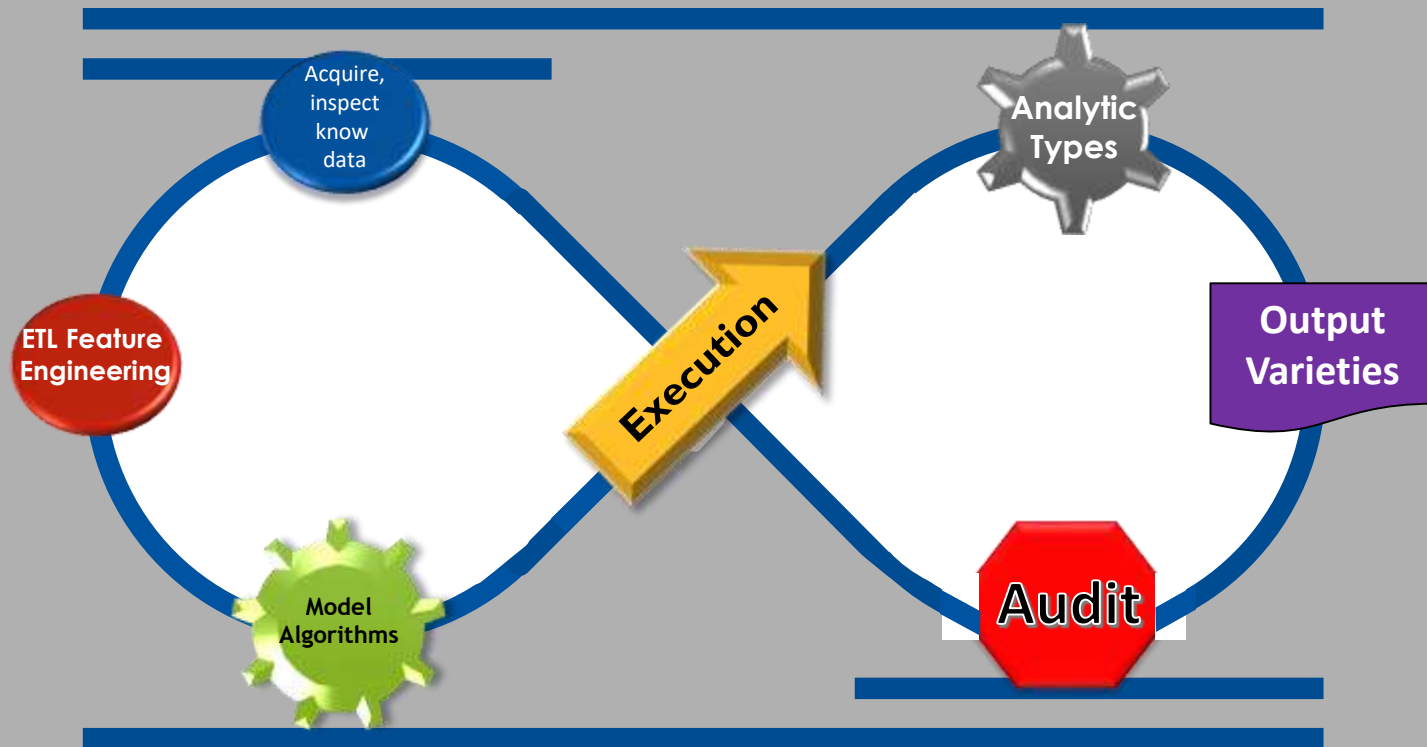 Acquire,
inspect
know
data
ETL Feature
Engineering
Model
Algorithms
Execution
Analytic
Types
Output
Varieties
Audit